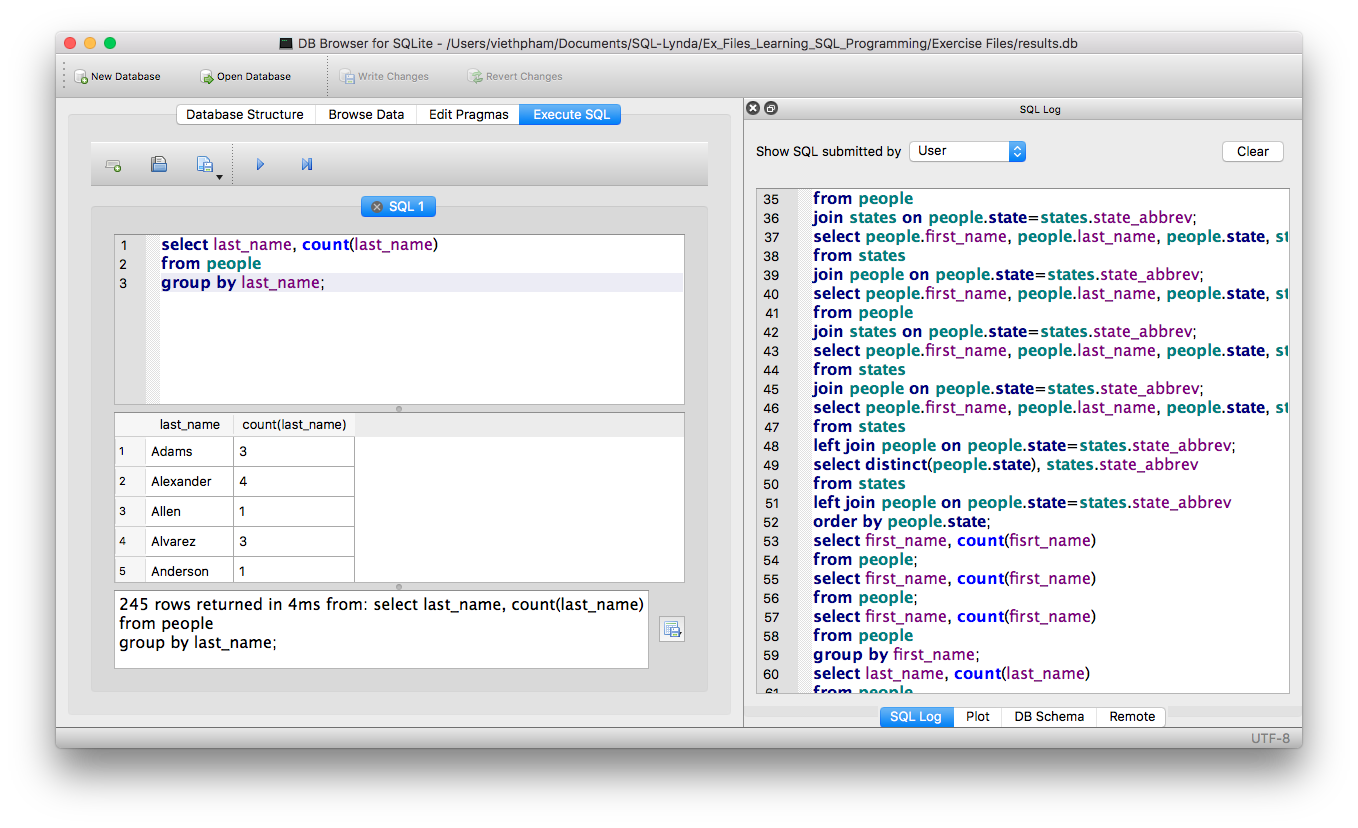 DB Browser for SQLite - /Users/viethpham/Documents/SQL-Lynda/Ex_Files_Learning_SQL_Programming/Exercise Files/results.db
New Database Open Database Write Changes Revert Changes
Database Structure Browse Data Edit Pragmas Execute SQL
SQL 1
1 select last_name, count(last_name)
2 from people
3 group by last_name;
last_name count(last_name)
1 Adams 3
2 Alexander 4
3 Allen 1
4 Alvarez 3
5 Anderson 1
245 rows returned in 4ms from: select last_name, count(last_name)
from people
group by last_name;
SQL Log
Show SQL submitted by User Clear
35 from people
36 join states on people.state=states.state_abbrev;
37 select people.first_name, people.last_name, people.state, st
38 from states
39 join people on people.state=states.state_abbrev;
40 select people.first_name, people.last_name, people.state, st
41 from people
42 join states on people.state=states.state_abbrev;
43 select people.first_name, people.last_name, people.state, st
44 from states
45 join people on people.state=states.state_abbrev;
46 select people.first_name, people.last_name, people.state, st
47 from states
48 left join people on people.state=states.state_abbrev;
49 select distinct(people.state), states.state_abbrev
50 from states
51 left join people on people.state=states.state_abbrev
52 order by people.state;
53 select first_name, count(fisrt_name)
54 from people;
55 select first_name, count(first_name)
56 from people;
57 select first_name, count(first_name)
58 from people
59 group by first_name;
60 select last_name, count(last_name)
61 from people
SQL Log Plot DB Schema Remote
UTF-8